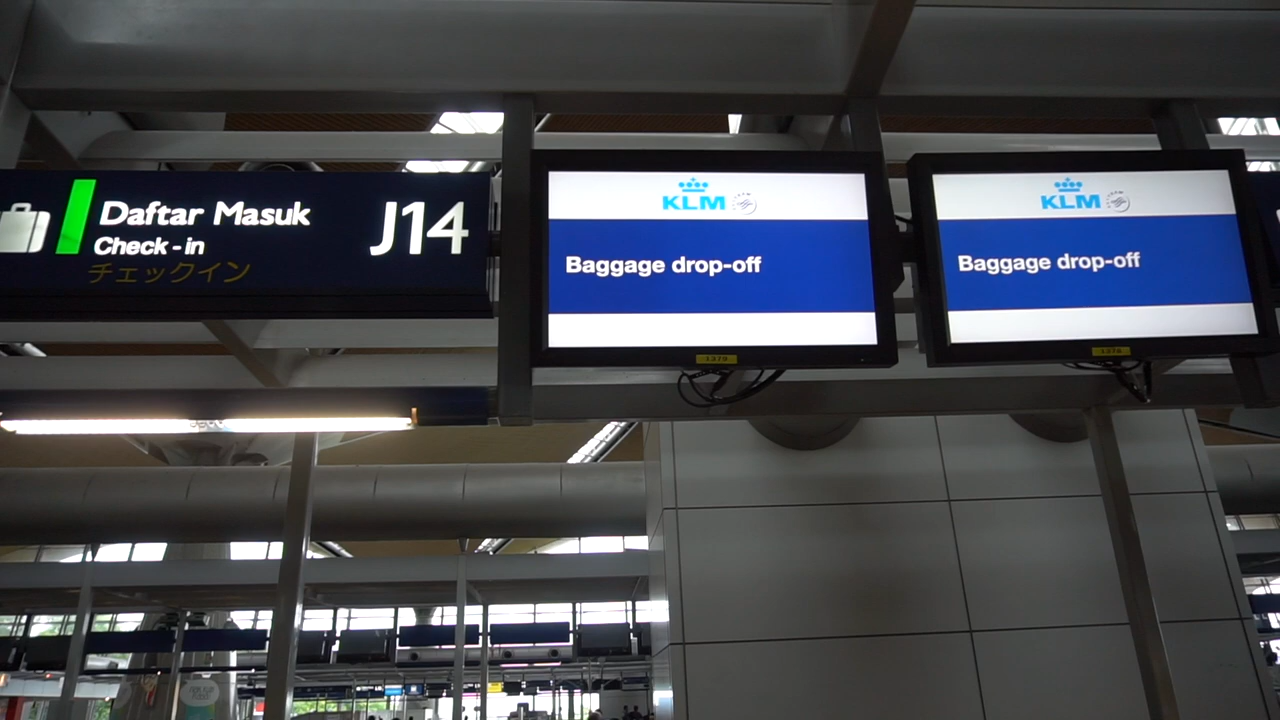 Daftar Masuk
Check-in
チェックイン
J14
KLM
Baggage drop-off
KLM
Baggage drop-off